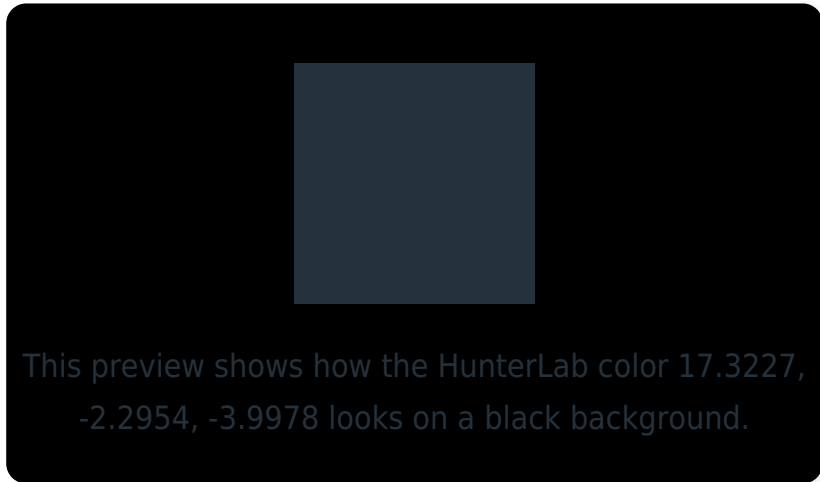 This preview shows how the HunterLab color 17.3227,
-2.2954, -3.9978 looks on a black background.